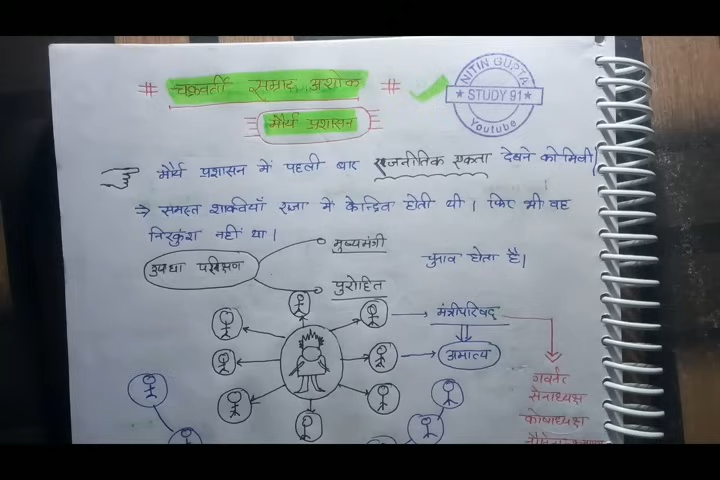 # चक्रवर्ती सम्राट अशोक #
मौर्य प्रशासन
NITIN GUPTA
★ STUDY 91 ★
Youtube
मौर्य प्रशासन में पहली बार राजनीतिक एकता देखने को मिली
⇒ समस्त शक्तियाँ राजा में केन्द्रित होती थी। फिर भी वह
निरंकुश नहीं था।
मुख्यमंत्री
उपधा परीक्षण
चुनाव होता है।
पुरोहित
मंत्रीपरिषद्
अमात्य
गवर्नर
सेनाध्यक्ष
कोषाध्यक्ष